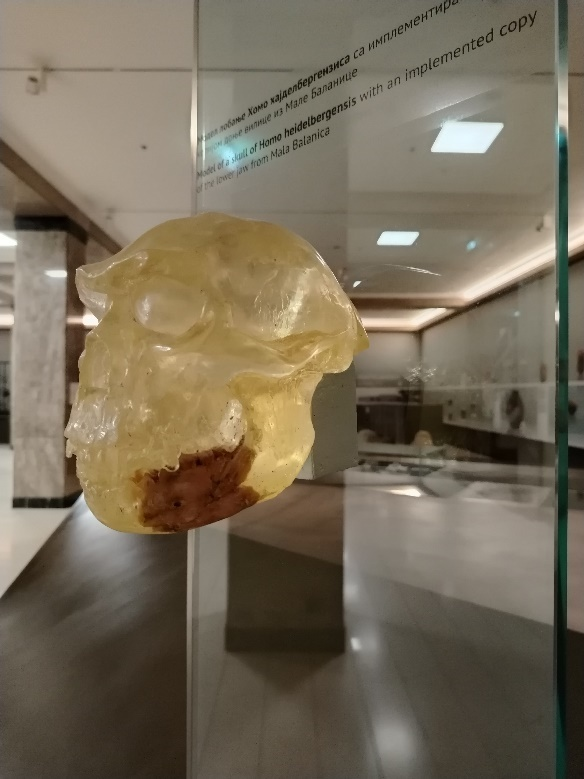 Модел лобање Хомо хајделбергензиса са имплементира
доње вилице из Мале Баланице
Model of a skull of Homo heidelbergensis with an implemented copy
of the lower jaw from Mala Balanica